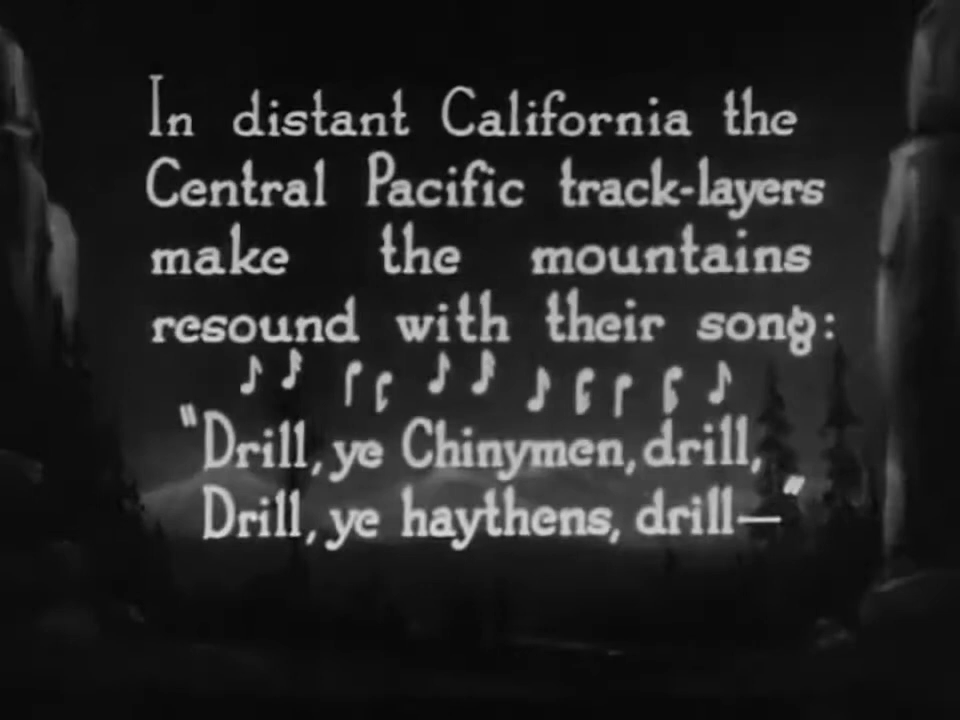 In distant California the
Central Pacific track-layers
make the mountains
resound with their song:
"Drill, ye Chinymen, drill,
Drill, ye haythens, drill—"